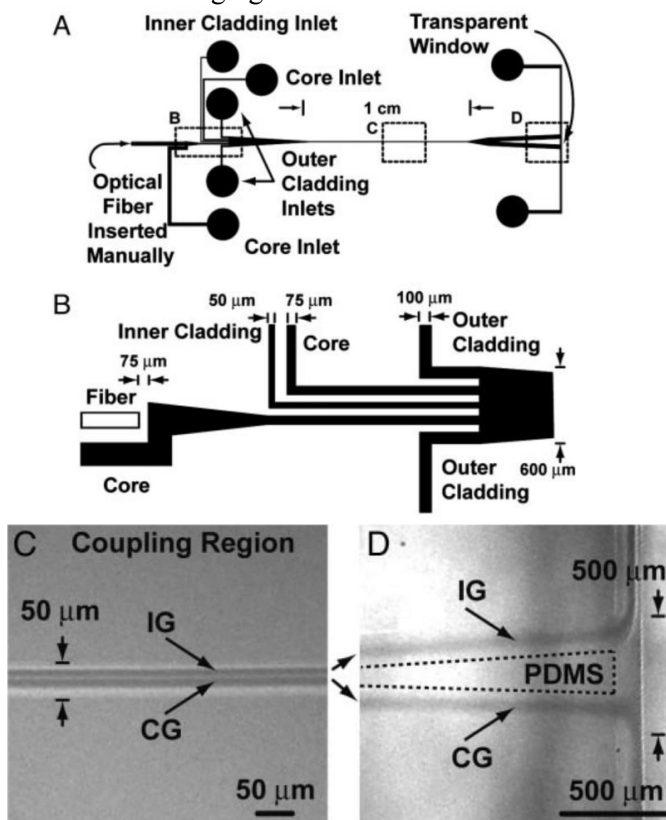 A
Inner Cladding Inlet
Transparent
Window
Core Inlet
B
1 cm
C
D
Optical
Fiber
Inserted
Manually
Outer
Cladding
Inlets
Core Inlet
B
50 μm
75 μm
100 μm
Outer
Cladding
Inner Cladding
Core
75 μm
Fiber
Core
Outer
Cladding
600 μm
C
Coupling Region
50 μm
IG
CG
50 μm
D
500 μm
IG
PDMS
CG
500 μm